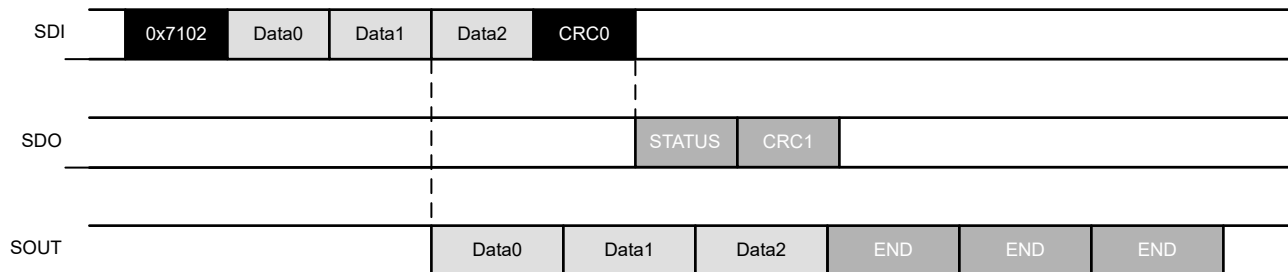 SDI 0x7102 Data0 Data1 Data2 CRC0
SDO STATUS CRC1
SOUT Data0 Data1 Data2 END END END